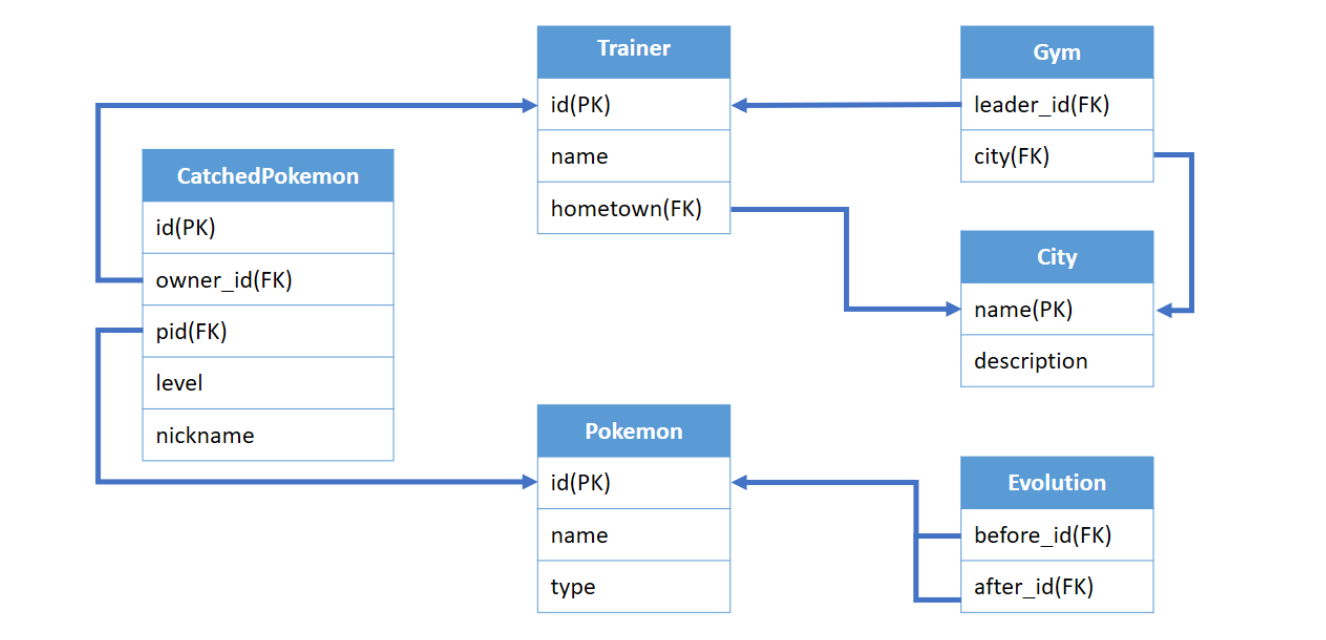 Trainer
id(PK)
name
hometown(FK)
Gym
leader_id(FK)
city(FK)
CatchedPokemon
id(PK)
owner_id(FK)
pid(FK)
level
nickname
City
name(PK)
description
Pokemon
id(PK)
name
type
Evolution
before_id(FK)
after_id(FK)